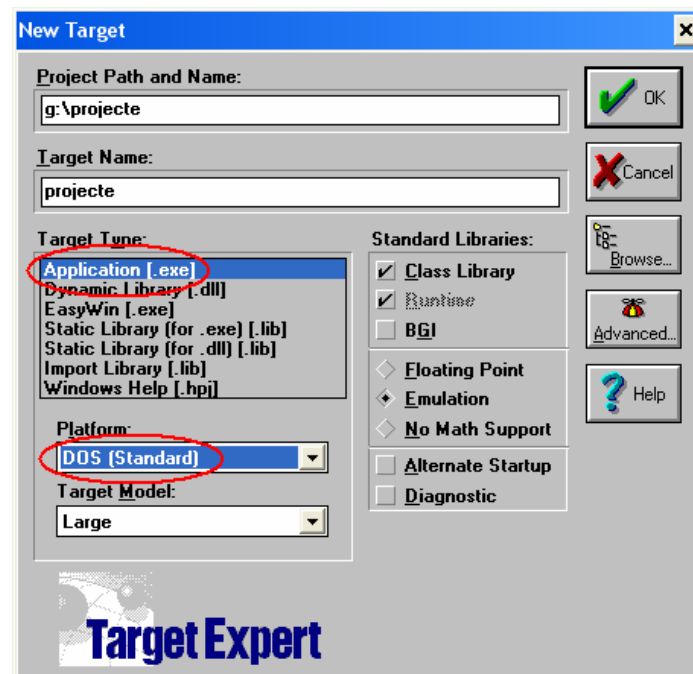 New Target
Project Path and Name:
g:\projecte
OK
Target Name:
projecte
Cancel
Target Type:
Application [.exe]
Dynamic Library [.dll]
EasyWin [.exe]
Static Library (for .exe) [.lib]
Static Library (for .dll) [.lib]
Import Library [.lib]
Windows Help [.hpj]
Platform:
DOS (Standard)
Target Model:
Large
Standard Libraries:
Class Library
Runtime
BGI
Floating Point
Emulation
No Math Support
Alternate Startup
Diagnostic
Browse...
Advanced...
Help
Target Expert